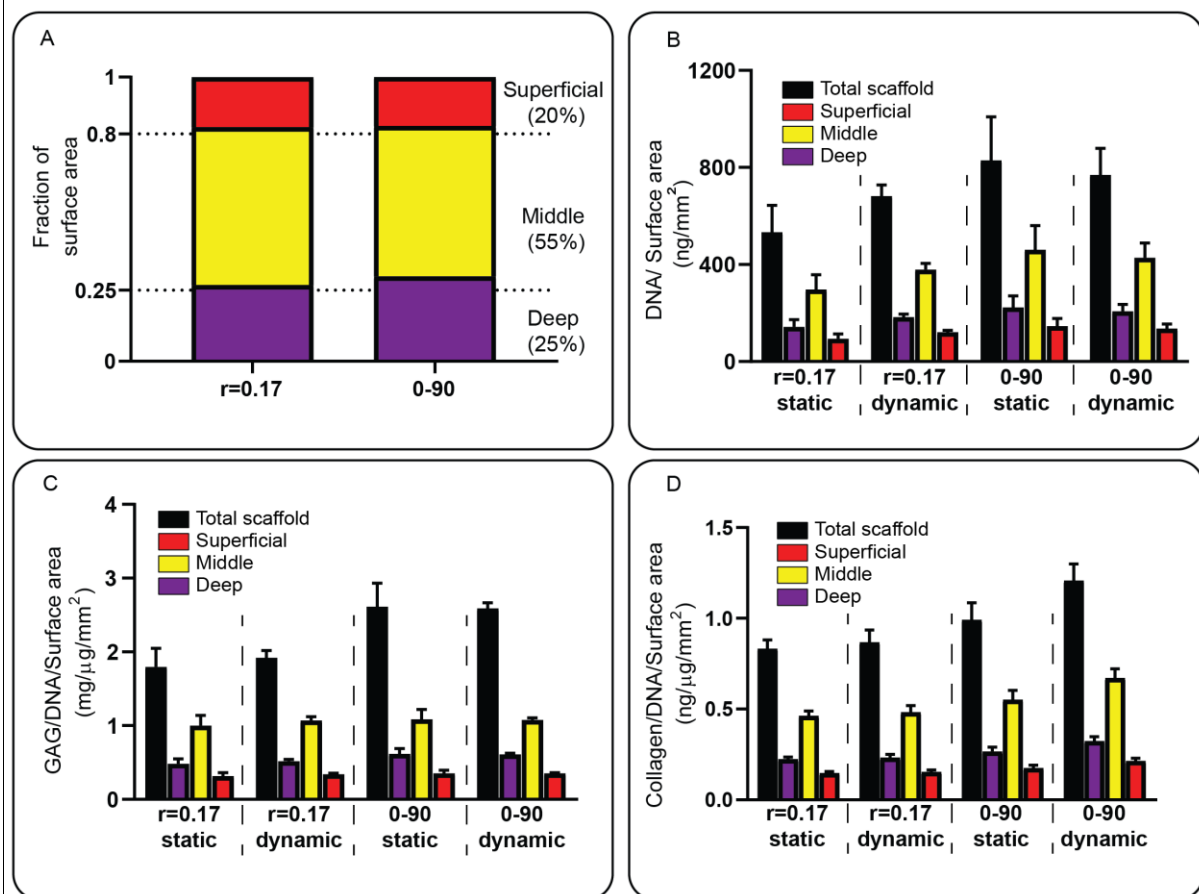 A
Fraction of
surface area
1
0.8
0.25
0
Superficial
(20%)
Middle
(55%)
Deep
(25%)
r=0.17
0-90
B
DNA/ Surface area
(ng/mm²)
1200
800
400
0
Total scaffold
Superficial
Middle
Deep
r=0.17
static
r=0.17
dynamic
0-90
static
0-90
dynamic
C
GAG/DNA/Surface area
(mg/μg/mm²)
4
3
2
1
0
Total scaffold
Superficial
Middle
Deep
r=0.17
static
r=0.17
dynamic
0-90
static
0-90
dynamic
D
Collagen/DNA/Surface area
(ng/μg/mm²)
1.5
1.0
0.5
0.0
Total scaffold
Superficial
Middle
Deep
r=0.17
static
r=0.17
dynamic
0-90
static
0-90
dynamic